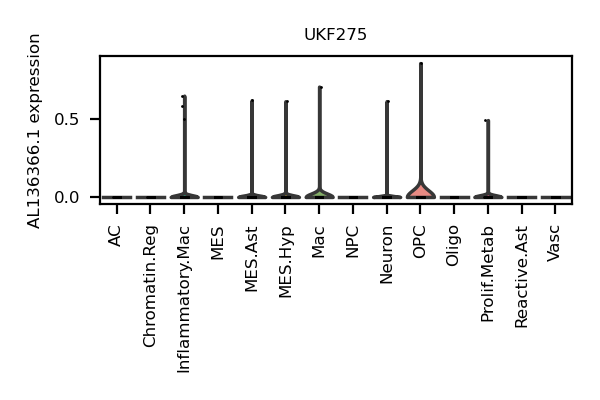 UKF275
AL136366.1 expression
0.5
0.0
AC
Chromatin.Reg
Inflammatory.Mac
MES
MES.Ast
MES.Hyp
Mac
NPC
Neuron
OPC
Oligo
Prolif.Metab
Reactive.Ast
Vasc